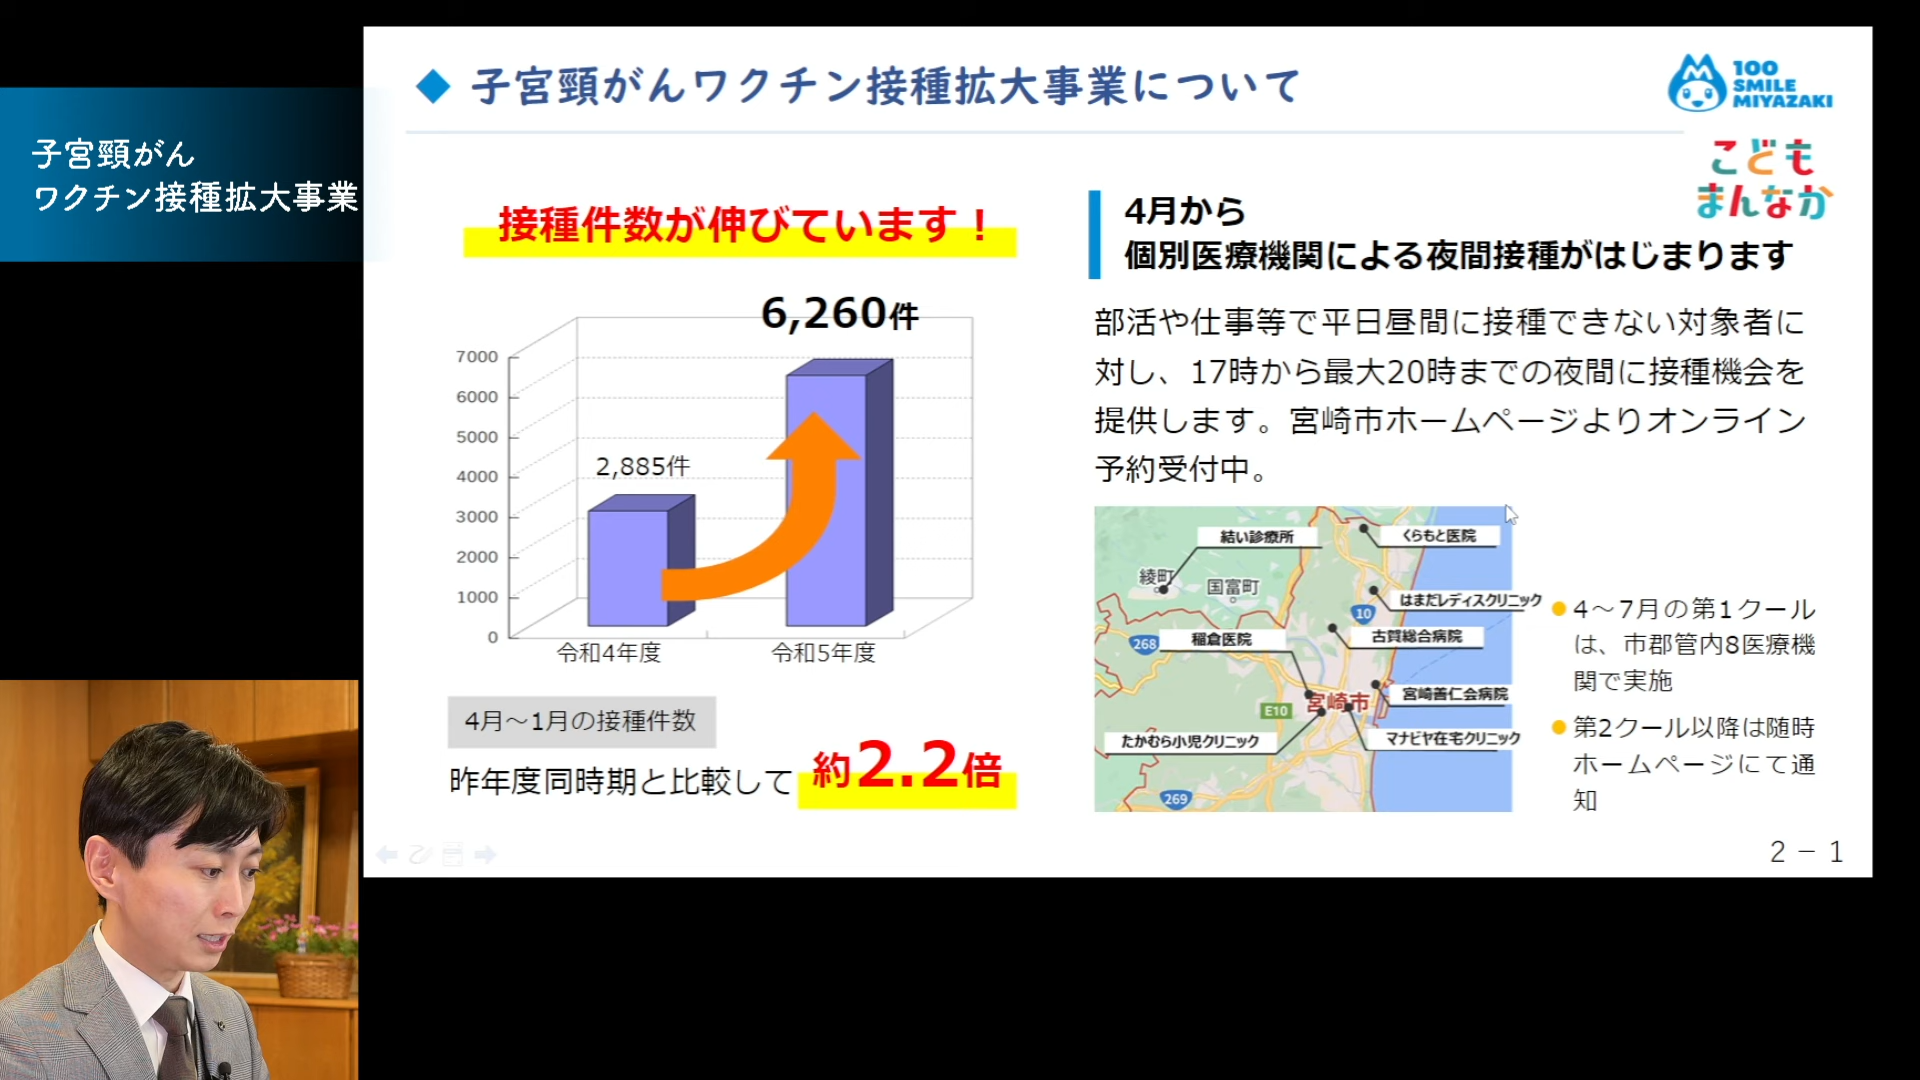 子宮頸がん
ワクチン接種拡大事業
◆ 子宮頸がんワクチン接種拡大事業について
100
SMILE
MIYAZAKI
こども
まんなか
接種件数が伸びています！
6,260件
2,885件
7000
6000
5000
4000
3000
2000
1000
0
令和4年度
令和5年度
4月～1月の接種件数
昨年度同時期と比較して 約2.2倍
4月から
個別医療機関による夜間接種がはじまります
部活や仕事等で平日昼間に接種できない対象者に
対し、17時から最大20時までの夜間に接種機会を
提供します。宮崎市ホームページよりオンライン
予約受付中。
結い診療所
くらもと医院
綾町
国富町
はまだレディスクリニック
10
古賀総合病院
268
稲倉医院
宮崎善仁会病院
宮崎市
E10
たかむら小児クリニック
マナビヤ在宅クリニック
269
4～7月の第1クール
は、市郡管内8医療機
関で実施
第2クール以降は随時
ホームページにて通
知
2－1